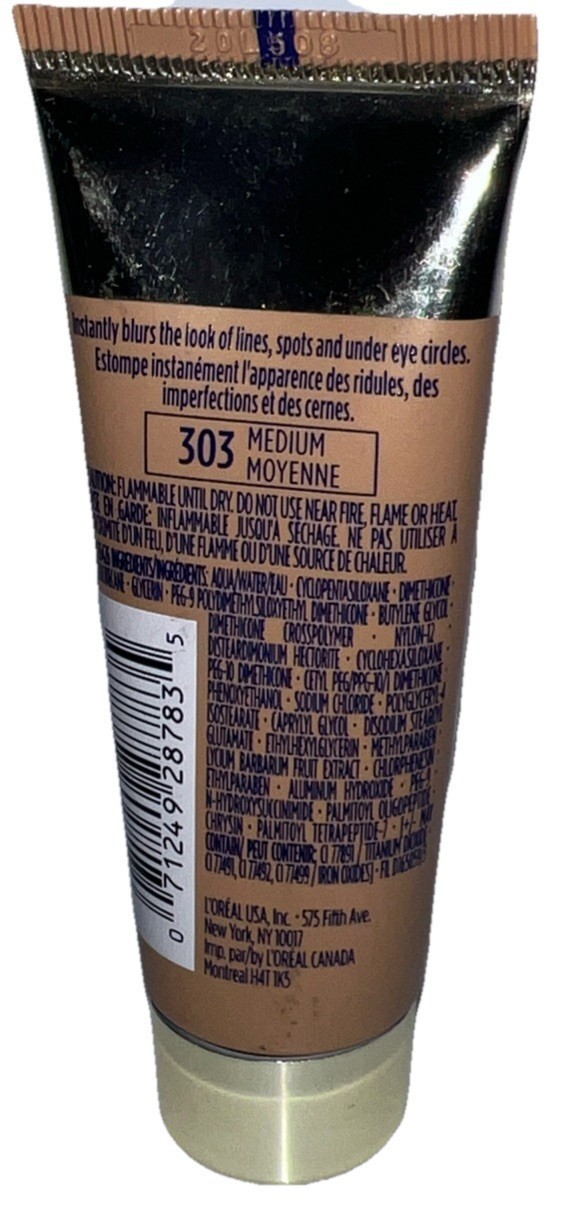 Instantly blurs the look of lines, spots and under eye circles.
Estompe instanément l'apparence des ridules, des
imperfections et des cernes.
303 MEDIUM
MOYENNE
FLAMMABLE UNTIL DRY. DO NOT USE NEAR FIRE, FLAME OR HEAT.
EN GARDE: INFLAMMABLE JUSQU'À SÉCHAGE. NE PAS UTILISER À
D'UN FEU, D'UNE FLAMME OU D'UNE SOURCE DE CHALEUR.
INGREDIENTS/INGRÉDIENTS: AQUA/WATER/EAU • CYCLOPENTASILOXANE • DIMETHICONE •
• GLYCERIN • PEG-9 POLYDIMETHYLSILOXYETHYL DIMETHICONE • BUTYLENE GLYCOL •
DIMETHICONE CROSSPOLYMER • NYLON-12 •
DISTEARDIMONIUM HECTORITE • CYCLOHEXASILOXANE •
PEG-10 DIMETHICONE • CETYL PEG/PPG-10/1 DIMETHICONE •
PHENOXYETHANOL • SODIUM CHLORIDE • POLYGLYCERYL-4
ISOSTEARATE • CAPRYLYL GLYCOL • DISODIUM STEAROYL
GLUTAMATE • ETHYLHEXYLGLYCERIN • METHYLPARABEN •
LYCIUM BARBARUM FRUIT EXTRACT • CHLORPHENESIN •
ETHYLPARABEN • ALUMINUM HYDROXIDE •
N-HYDROXYSUCCINIMIDE • PALMITOYL OLIGOPEPTIDE •
CHRYSIN • PALMITOYL TETRAPEPTIDE-7 • [+/- MAY
CONTAIN/ PEUT CONTENIR: CI 77891 / TITANIUM DIOXIDE •
CI 77491, CI 77492, CI 77499 / IRON OXIDES] •
L'ORÉAL USA, Inc. • 575 Fifth Ave.
New York, NY 10017
Imp. par/by L'ORÉAL CANADA
Montreal H4T 1K5
0 71249 28783 5